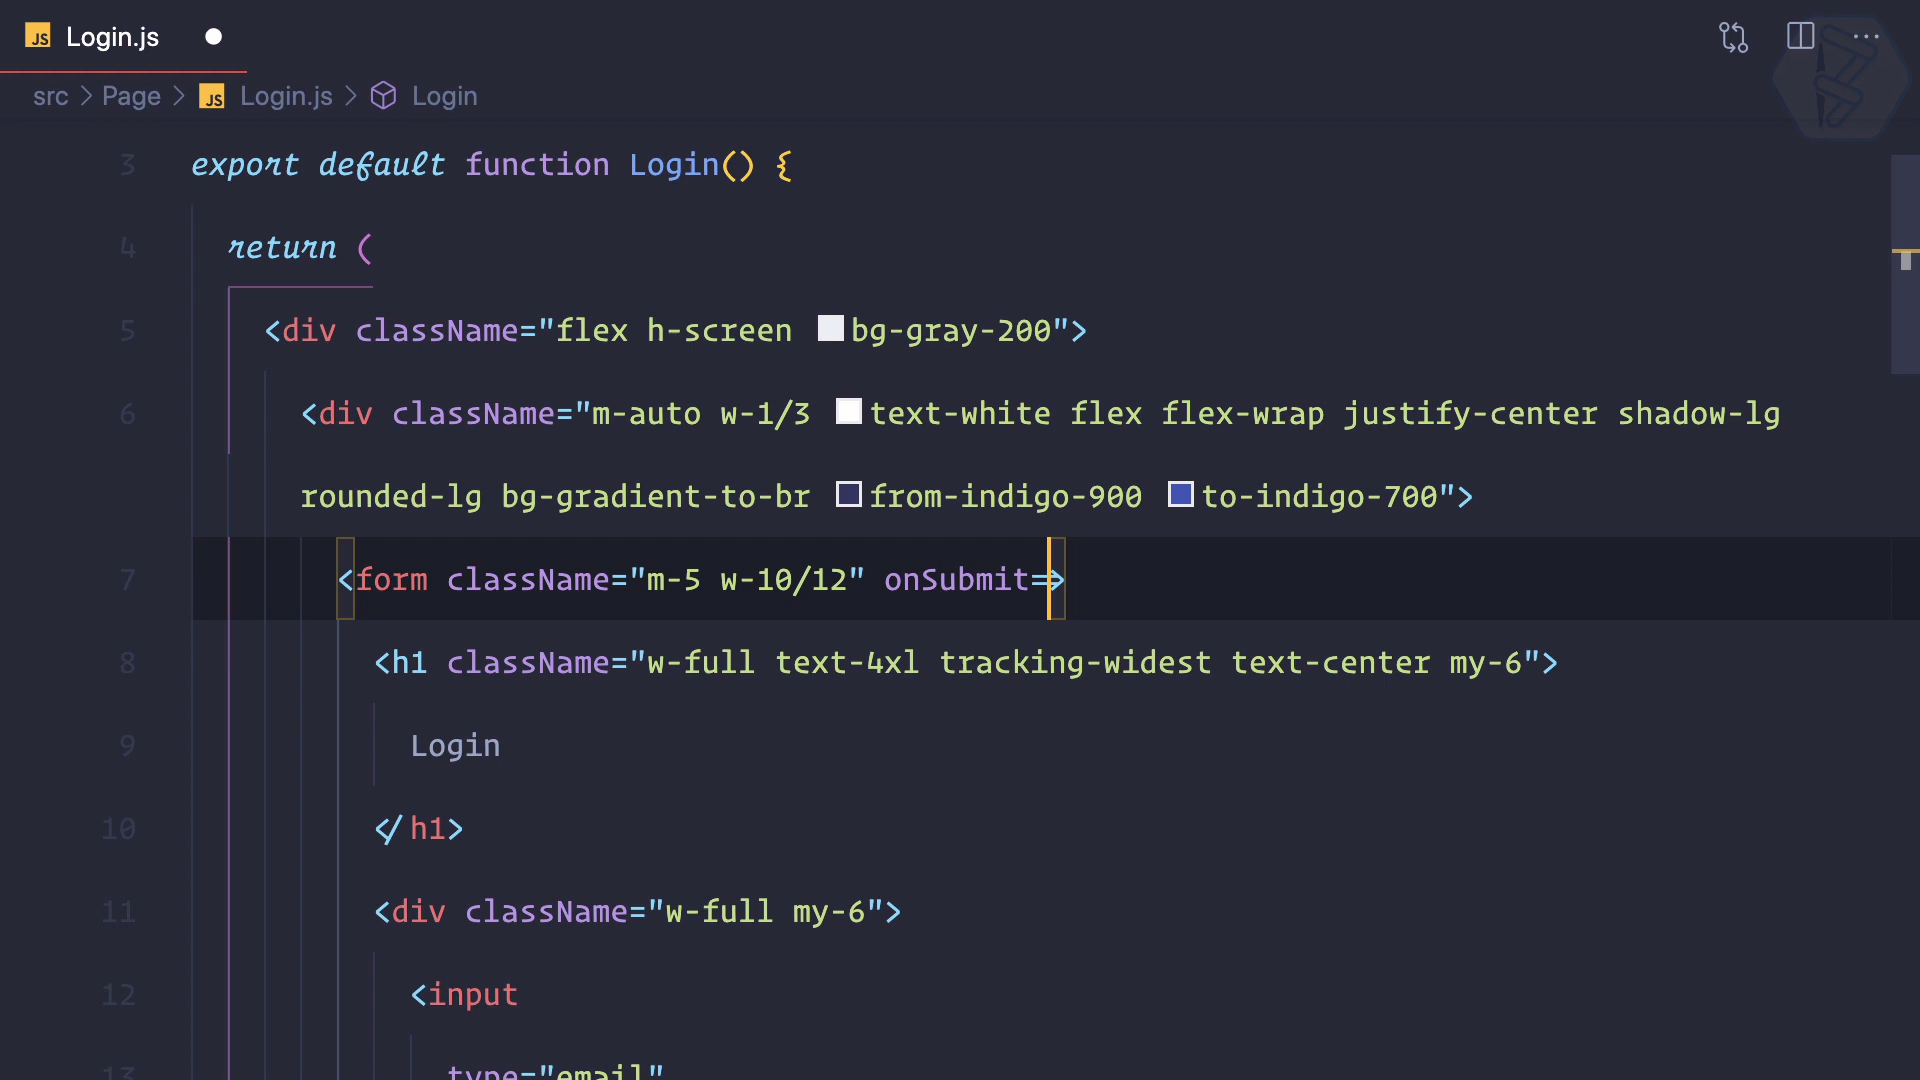 JS Login.js
src > Page > JS Login.js > Login
3 export default function Login() {
4 return (
5 <div className="flex h-screen bg-gray-200">
6 <div className="m-auto w-1/3 text-white flex flex-wrap justify-center shadow-lg
rounded-lg bg-gradient-to-br from-indigo-900 to-indigo-700">
7 <form className="m-5 w-10/12" onSubmit=>
8 <h1 className="w-full text-4xl tracking-widest text-center my-6">
9 Login
10 </h1>
11 <div className="w-full my-6">
12 <input
13 type="email"